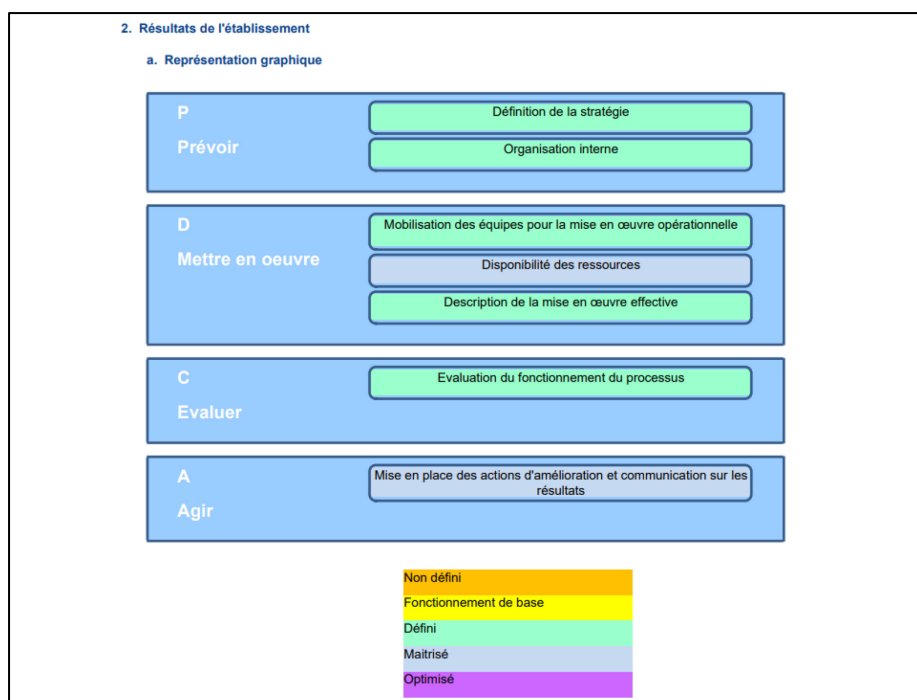 2. Résultats de l'établissement
a. Représentation graphique
P
Prévoir
Définition de la stratégie
Organisation interne
D
Mettre en oeuvre
Mobilisation des équipes pour la mise en œuvre opérationnelle
Disponibilité des ressources
Description de la mise en œuvre effective
C
Evaluer
Evaluation du fonctionnement du processus
A
Agir
Mise en place des actions d'amélioration et communication sur les
résultats
Non défini
Fonctionnement de base
Défini
Maitrisé
Optimisé